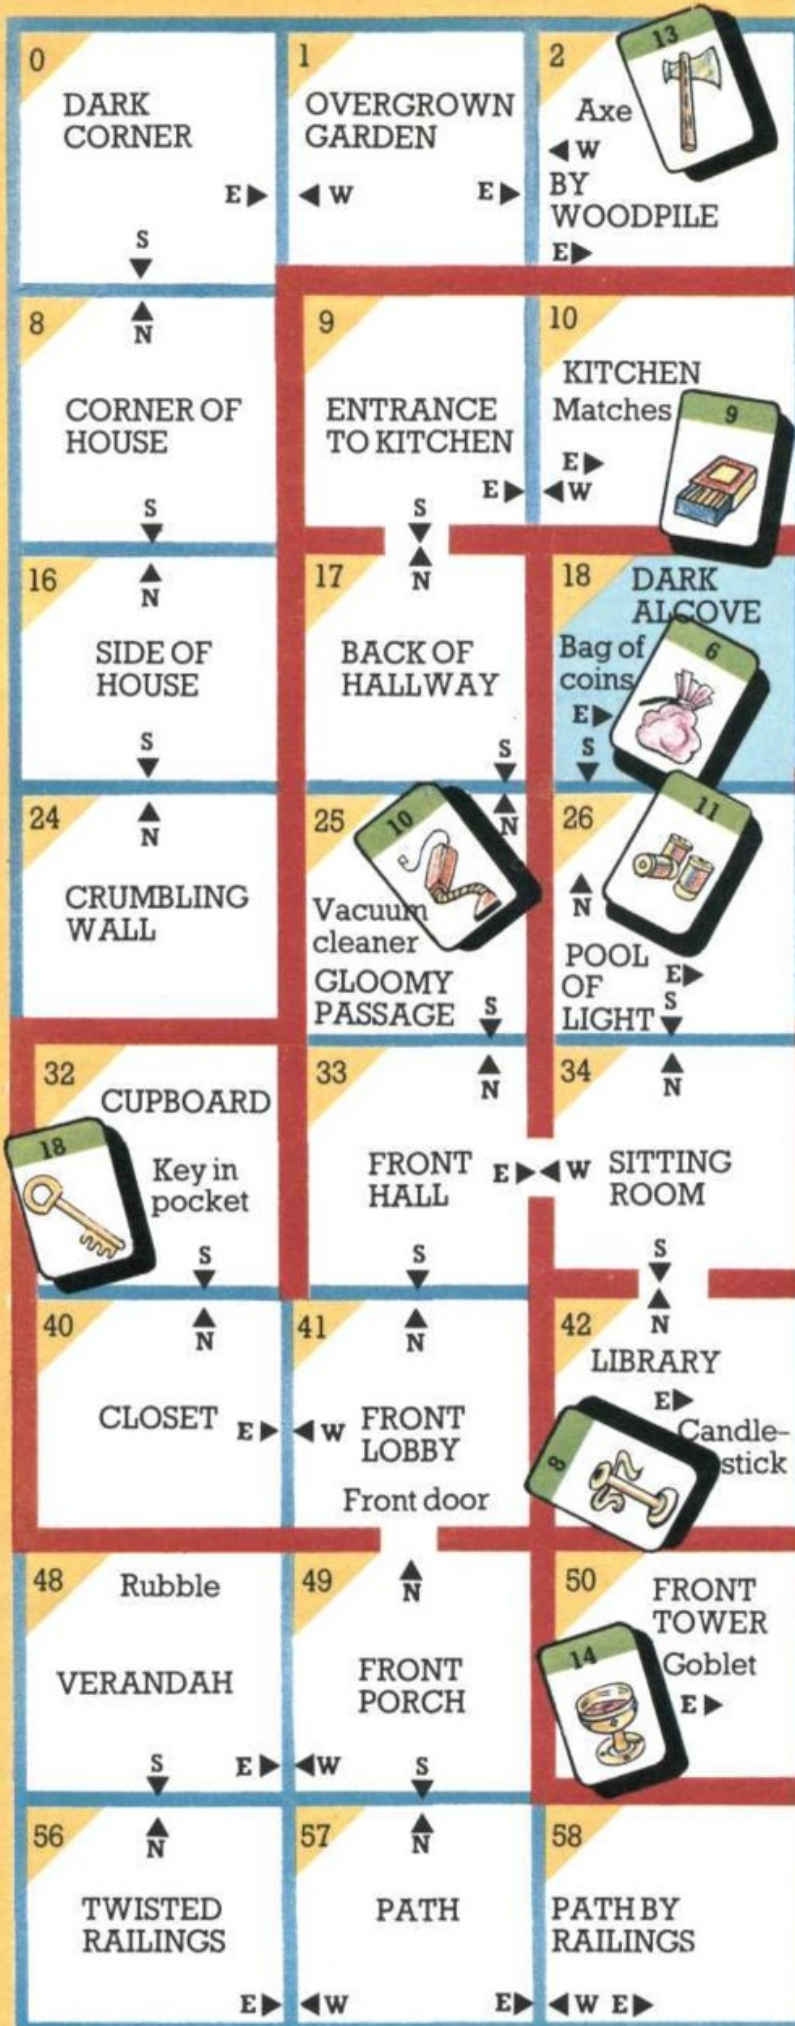 0
DARK
CORNER
E
S
1
OVERGROWN
GARDEN
W E
2
13
Axe
W
BY
WOODPILE
E
8
N
CORNER OF
HOUSE
S
9
ENTRANCE
TO KITCHEN
E
S
10
KITCHEN
Matches
9
E
W
16
N
SIDE OF
HOUSE
S
17
N
BACK OF
HALLWAY
S
18
DARK
ALCOVE
Bag of
coins
6
E
S
24
N
CRUMBLING
WALL
25
10
N
Vacuum
cleaner
GLOOMY
PASSAGE
S
26
11
N
POOL
OF
LIGHT
E
S
32
CUPBOARD
18
Key in
pocket
S
33
N
FRONT
HALL
E
S
34
N
W
SITTING
ROOM
S
40
N
CLOSET
E
41
N
W
FRONT
LOBBY
Front door
42
N
LIBRARY
E
8
Candle-
stick
48
Rubble
VERANDAH
S
E
49
N
FRONT
PORCH
W
S
50
FRONT
TOWER
14
Goblet
E
56
N
TWISTED
RAILINGS
E
57
N
PATH
W E
58
PATH BY
RAILINGS
W E